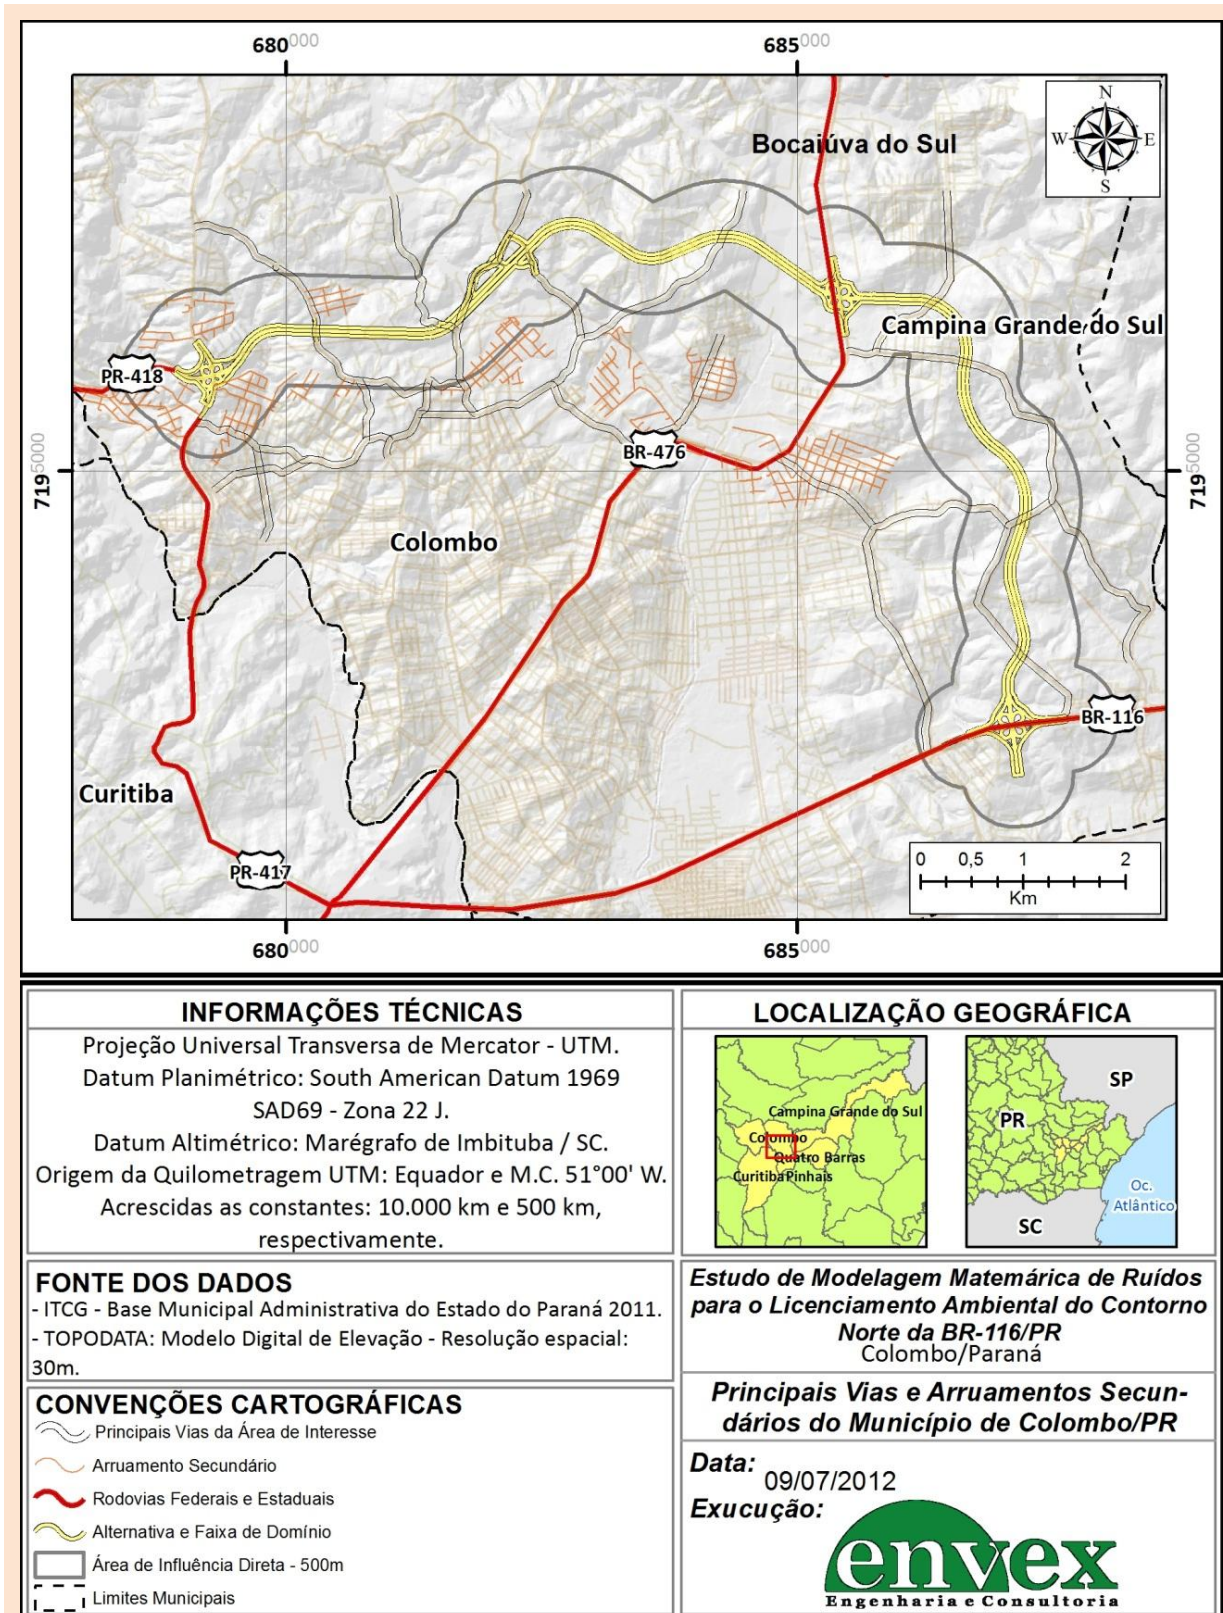 680000
685000
N
W
E
S
Bocaiúva do Sul
Campina Grande do Sul
PR-418
BR-476
7195000
7195000
Colombo
BR-116
Curitiba
PR-417
0 0,5 1 2
Km
680000
685000
INFORMAÇÕES TÉCNICAS
Projeção Universal Transversa de Mercator - UTM.
Datum Planimétrico: South American Datum 1969
SAD69 - Zona 22 J.
Datum Altimétrico: Marégrafo de Imbituba / SC.
Origem da Quilometragem UTM: Equador e M.C. 51°00' W.
Acrescidas as constantes: 10.000 km e 500 km,
respectivamente.
LOCALIZAÇÃO GEOGRÁFICA
Campina Grande do Sul
Colombo
Quatro Barras
Curitiba
Pinhais
SP
PR
Oc.
Atlântico
SC
FONTE DOS DADOS
- ITCG - Base Municipal Administrativa do Estado do Paraná 2011.
- TOPODATA: Modelo Digital de Elevação - Resolução espacial:
30m.
Estudo de Modelagem Matemárica de Ruídos
para o Licenciamento Ambiental do Contorno
Norte da BR-116/PR
Colombo/Paraná
CONVENÇÕES CARTOGRÁFICAS
Principais Vias da Área de Interesse
Arruamento Secundário
Rodovias Federais e Estaduais
Alternativa e Faixa de Domínio
Área de Influência Direta - 500m
Limites Municipais
Principais Vias e Arruamentos Secun-
dários do Município de Colombo/PR
Data:
09/07/2012
Exucução:
envex
Engenharia e Consultoria